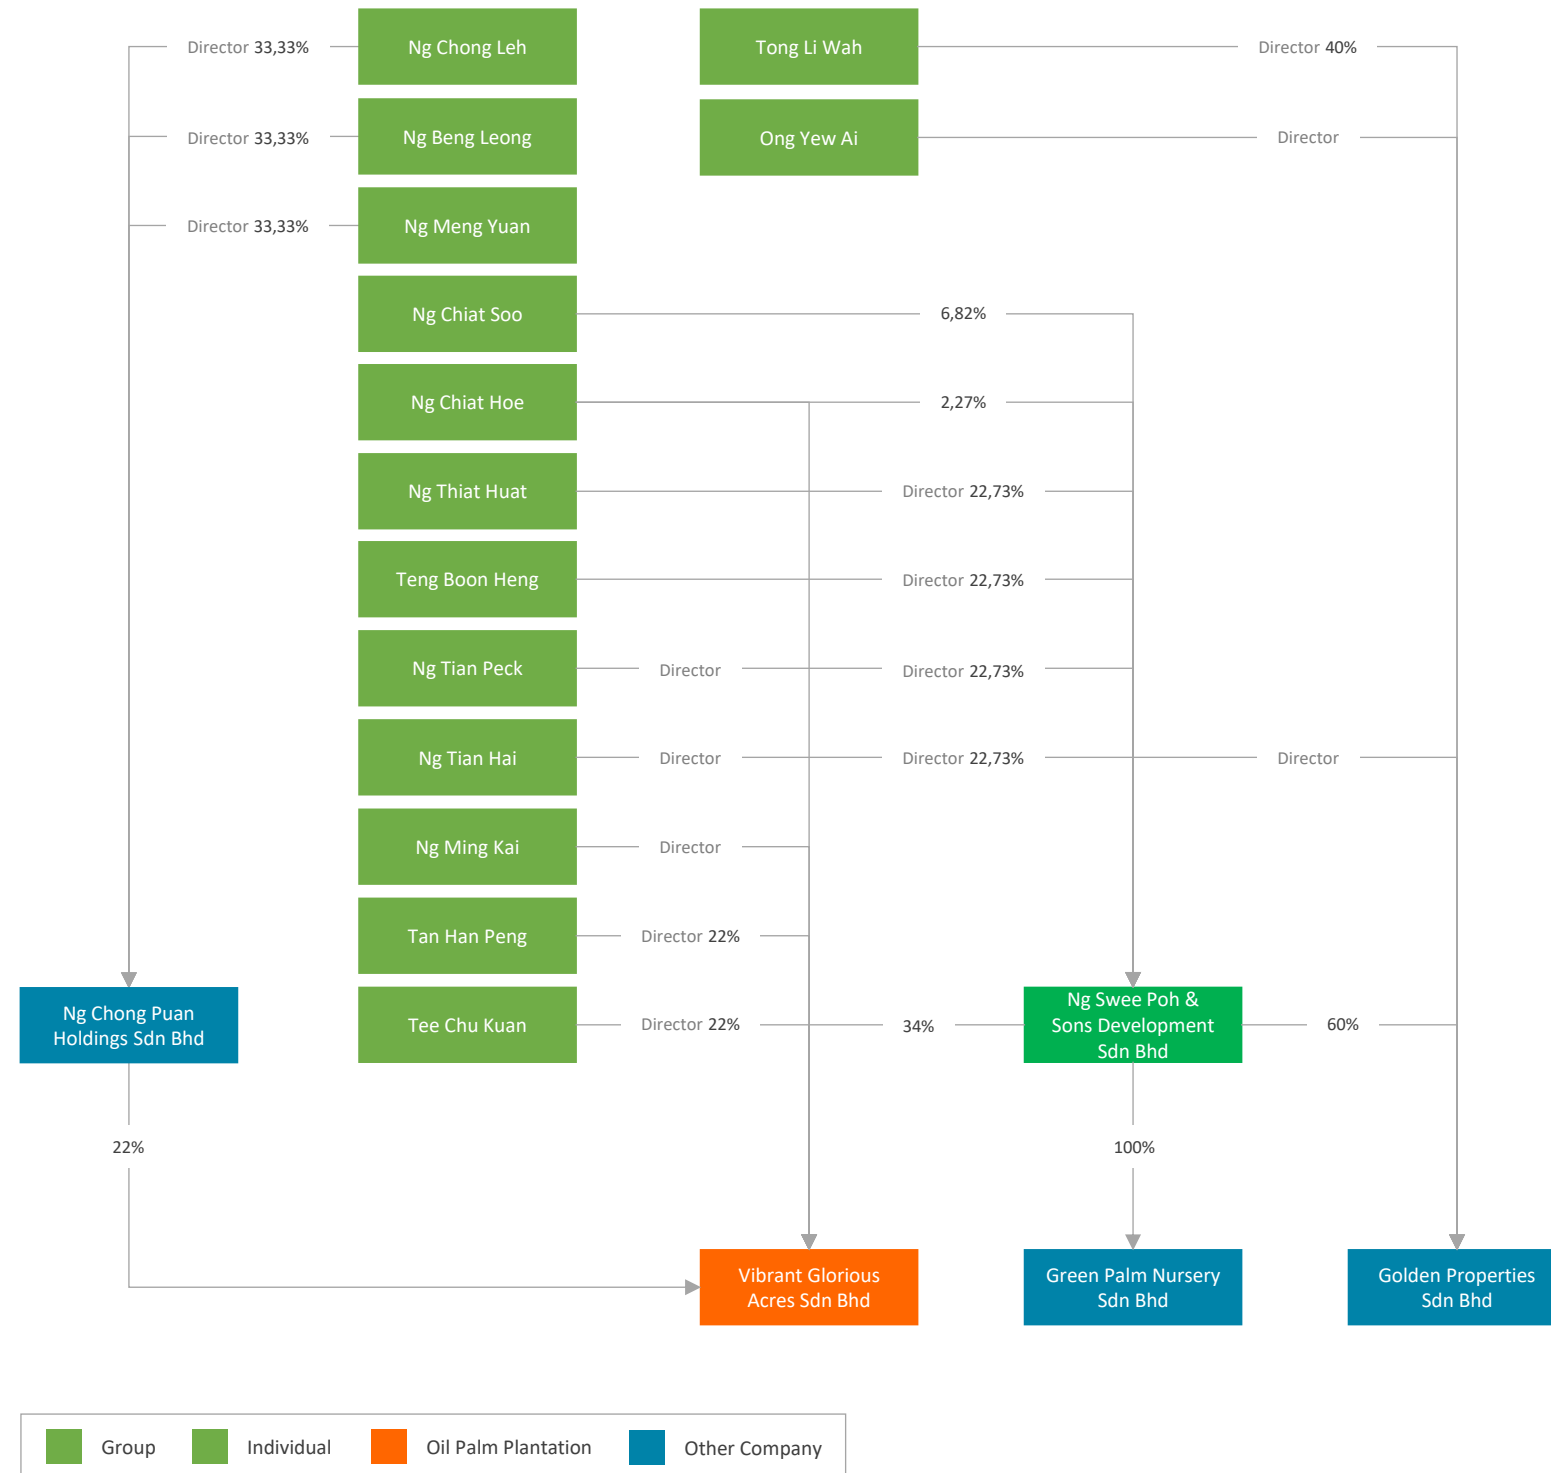 Director 33,33%
Ng Chong Leh
Tong Li Wah
Director 40%
Director 33,33%
Ng Beng Leong
Ong Yew Ai
Director
Director 33,33%
Ng Meng Yuan
Ng Chiat Soo
6,82%
Ng Chiat Hoe
2,27%
Ng Thiat Huat
Director 22,73%
Teng Boon Heng
Director 22,73%
Ng Tian Peck
Director
Director 22,73%
Ng Tian Hai
Director
Director 22,73%
Director
Ng Ming Kai
Director
Tan Han Peng
Director 22%
Ng Chong Puan
Holdings Sdn Bhd
Tee Chu Kuan
Director 22%
34%
Ng Swee Poh &
Sons Development
Sdn Bhd
60%
22%
100%
Vibrant Glorious
Acres Sdn Bhd
Green Palm Nursery
Sdn Bhd
Golden Properties
Sdn Bhd
Group
Individual
Oil Palm Plantation
Other Company